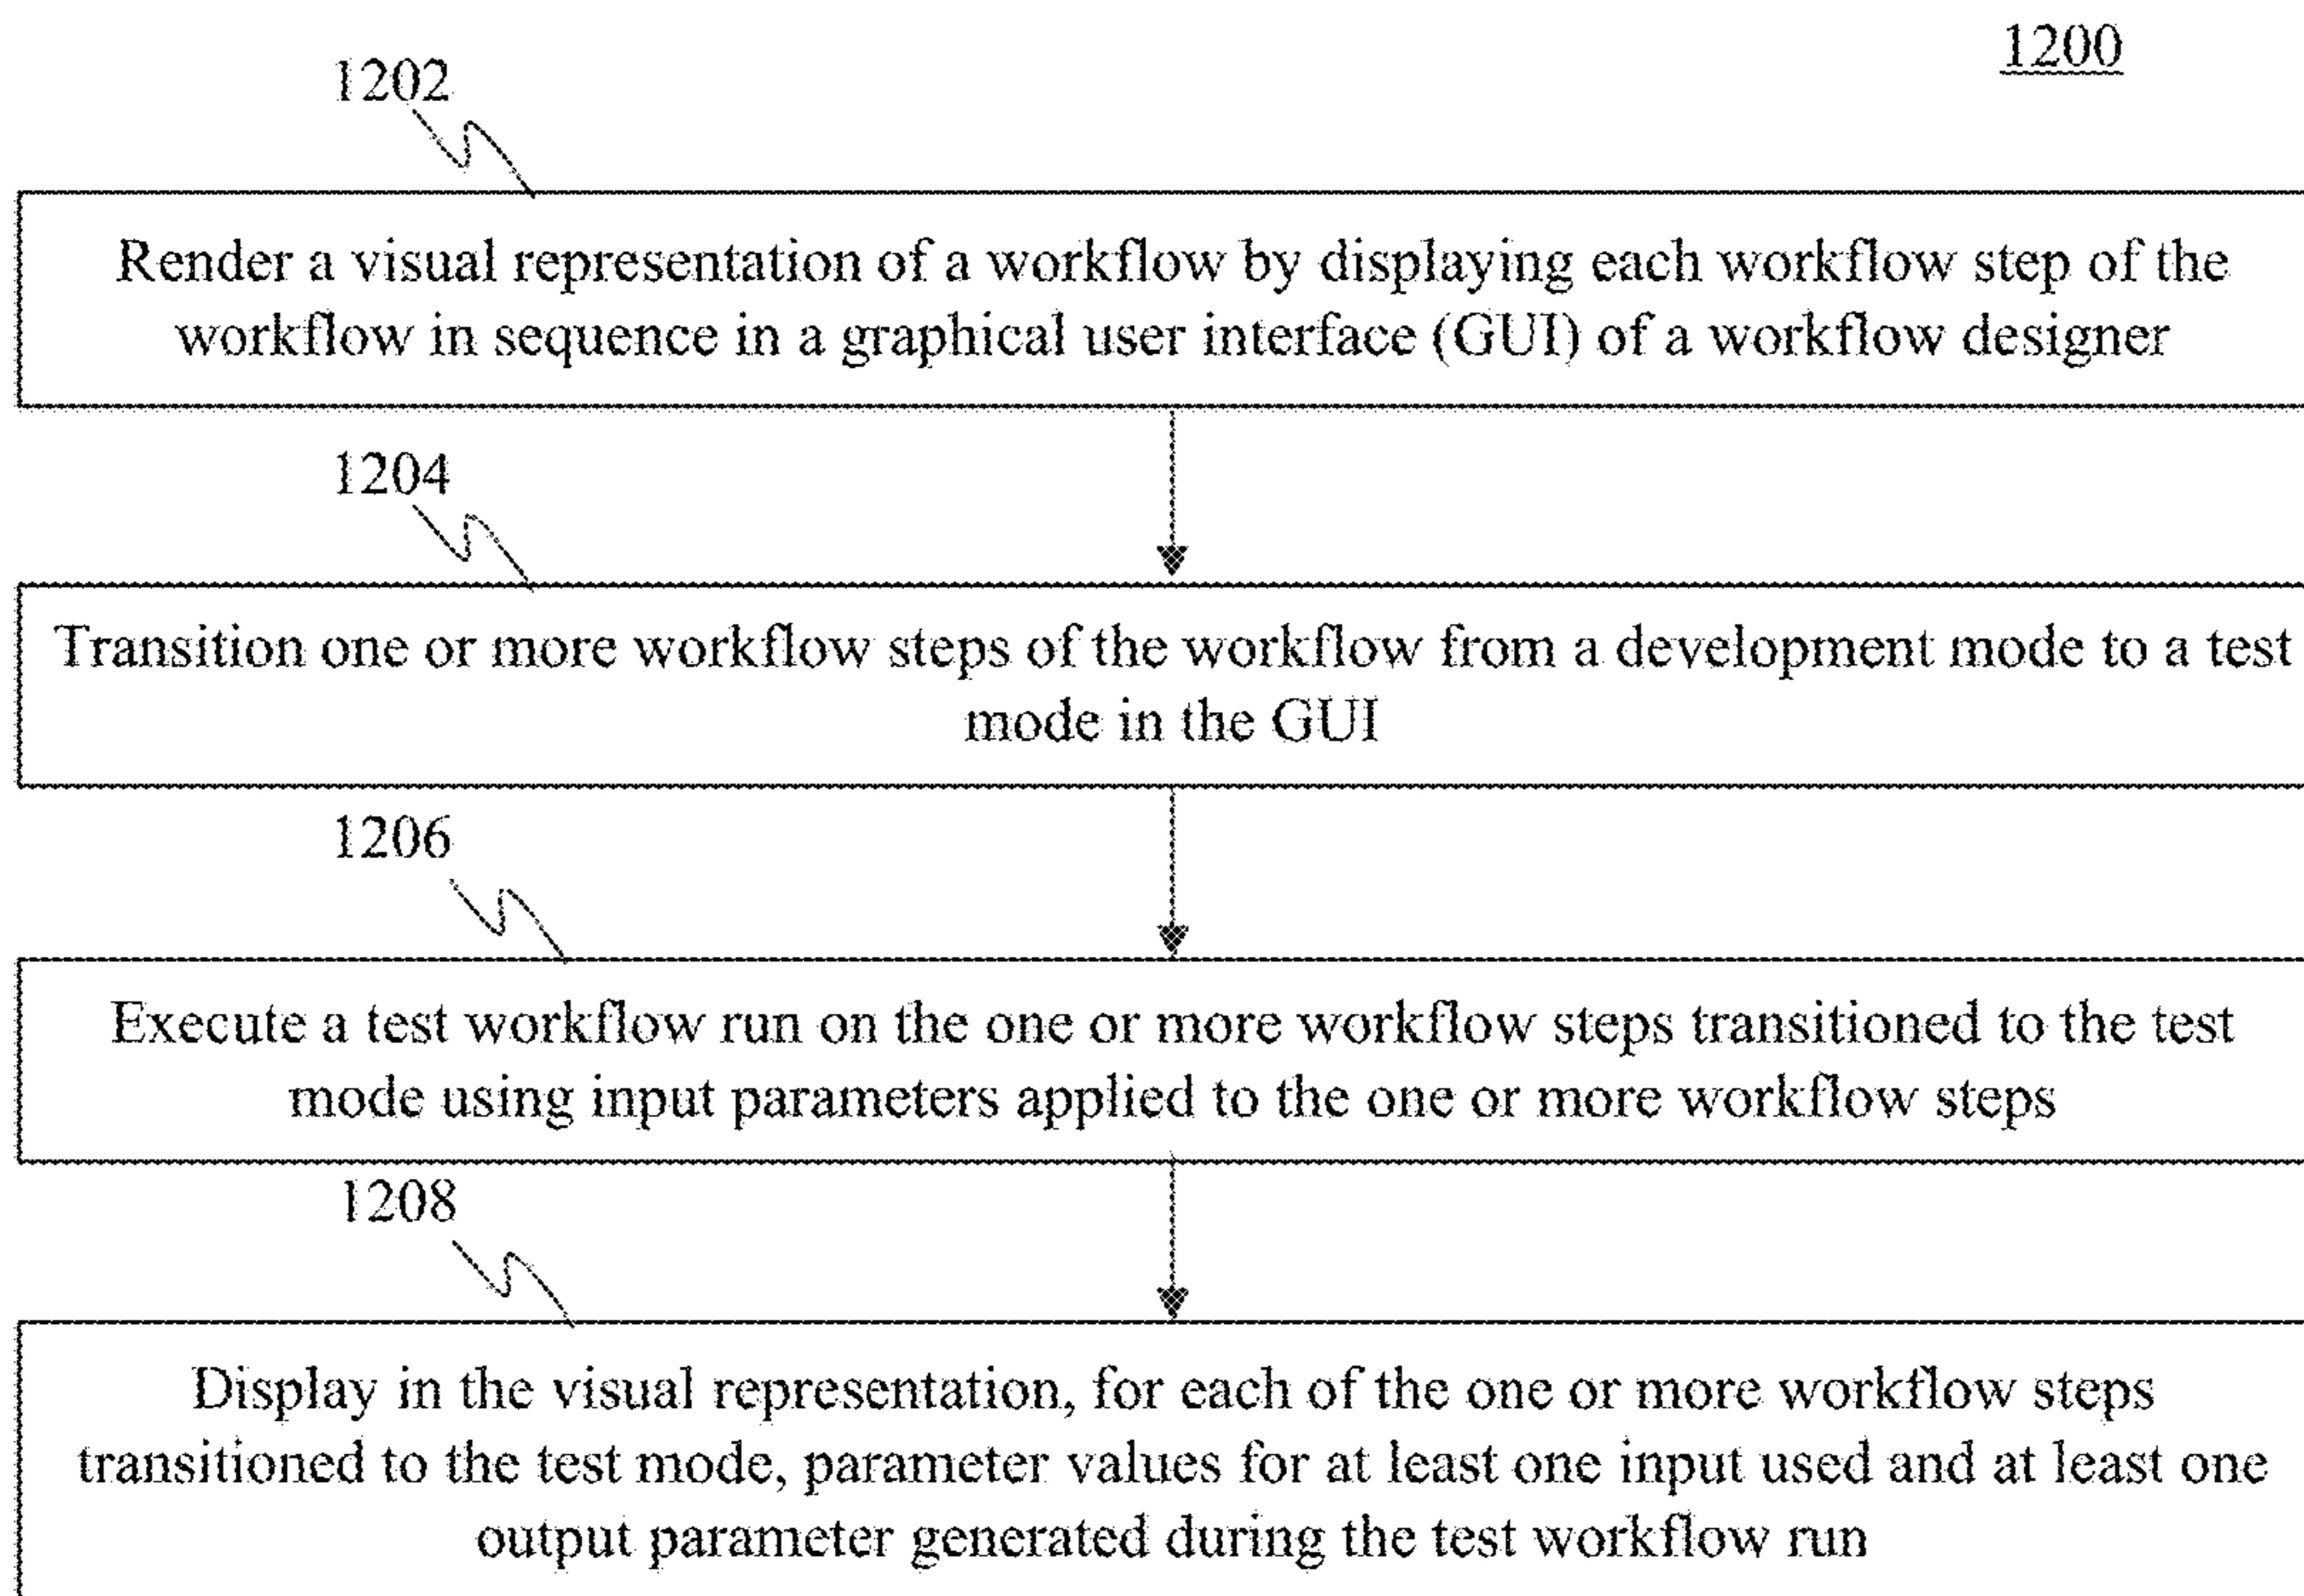 1200
1202
Render a visual representation of a workflow by displaying each workflow step of the
workflow in sequence in a graphical user interface (GUI) of a workflow designer
1204
Transition one or more workflow steps of the workflow from a development mode to a test
mode in the GUI
1206
Execute a test workflow run on the one or more workflow steps transitioned to the test
mode using input parameters applied to the one or more workflow steps
1208
Display in the visual representation, for each of the one or more workflow steps
transitioned to the test mode, parameter values for at least one input used and at least one
output parameter generated during the test workflow run